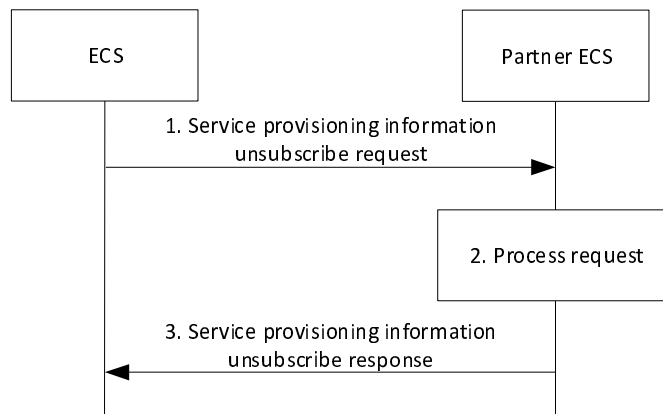 ECS
Partner ECS
1. Service provisioning information
unsubscribe request
2. Process request
3. Service provisioning information
unsubscribe response